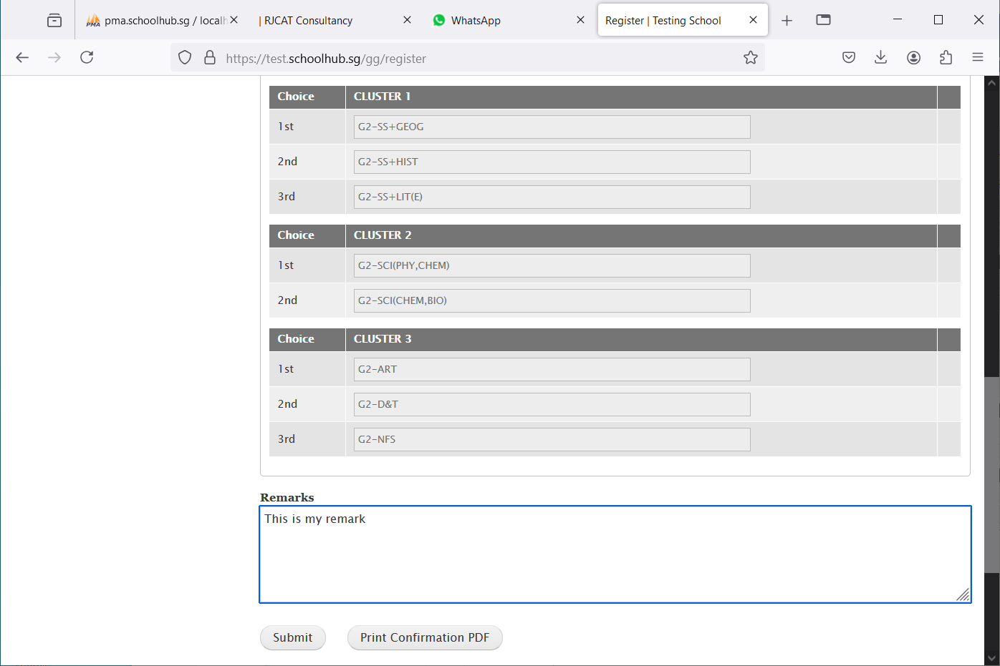 pma.schoolhub.sg / localh
| RJCAT Consultancy
WhatsApp
Register | Testing School
https://test.schoolhub.sg/gg/register
Choice CLUSTER 1
1st G2-SS+GEOG
2nd G2-SS+HIST
3rd G2-SS+LIT(E)
Choice CLUSTER 2
1st G2-SCI(PHY,CHEM)
2nd G2-SCI(CHEM,BIO)
Choice CLUSTER 3
1st G2-ART
2nd G2-D&T
3rd G2-NFS
Remarks
This is my remark
Submit Print Confirmation PDF